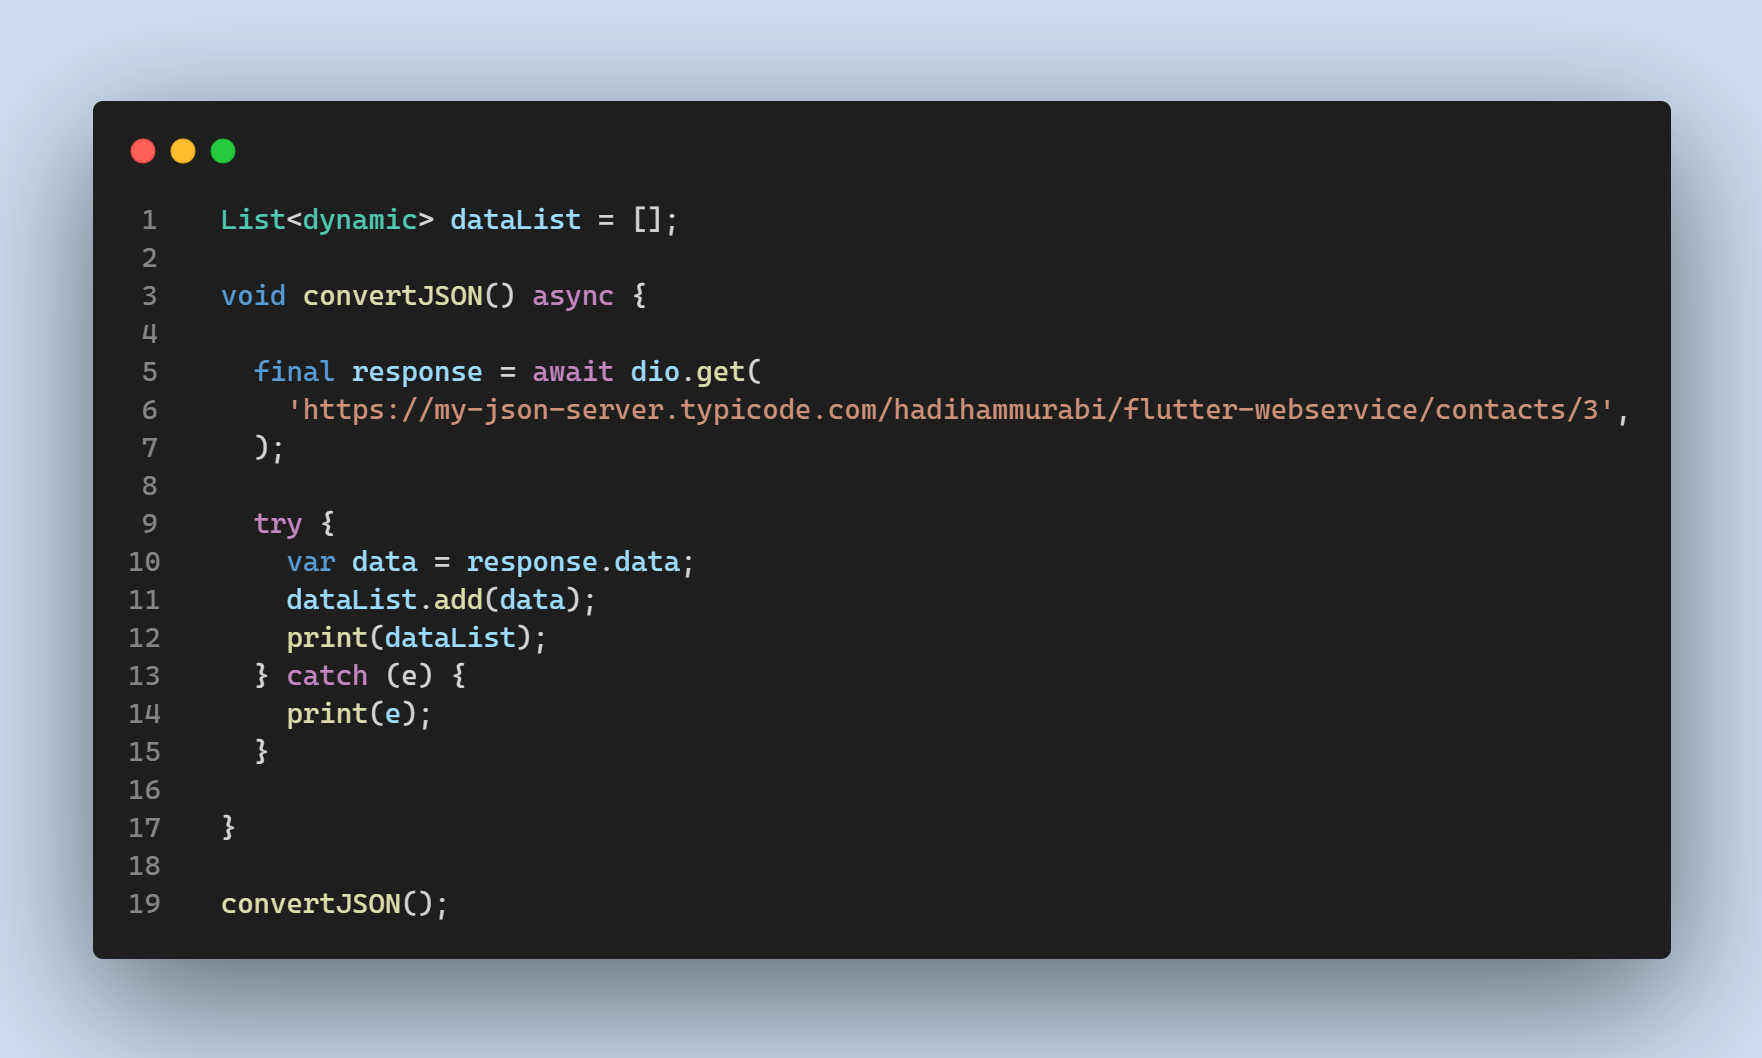 1 List<dynamic> dataList = [];
2
3 void convertJSON() async {
4
5   final response = await dio.get(
6     'https://my-json-server.typicode.com/hadihammurabi/flutter-webservice/contacts/3',
7   );
8
9   try {
10     var data = response.data;
11     dataList.add(data);
12     print(dataList);
13   } catch (e) {
14     print(e);
15   }
16
17 }
18
19 convertJSON();